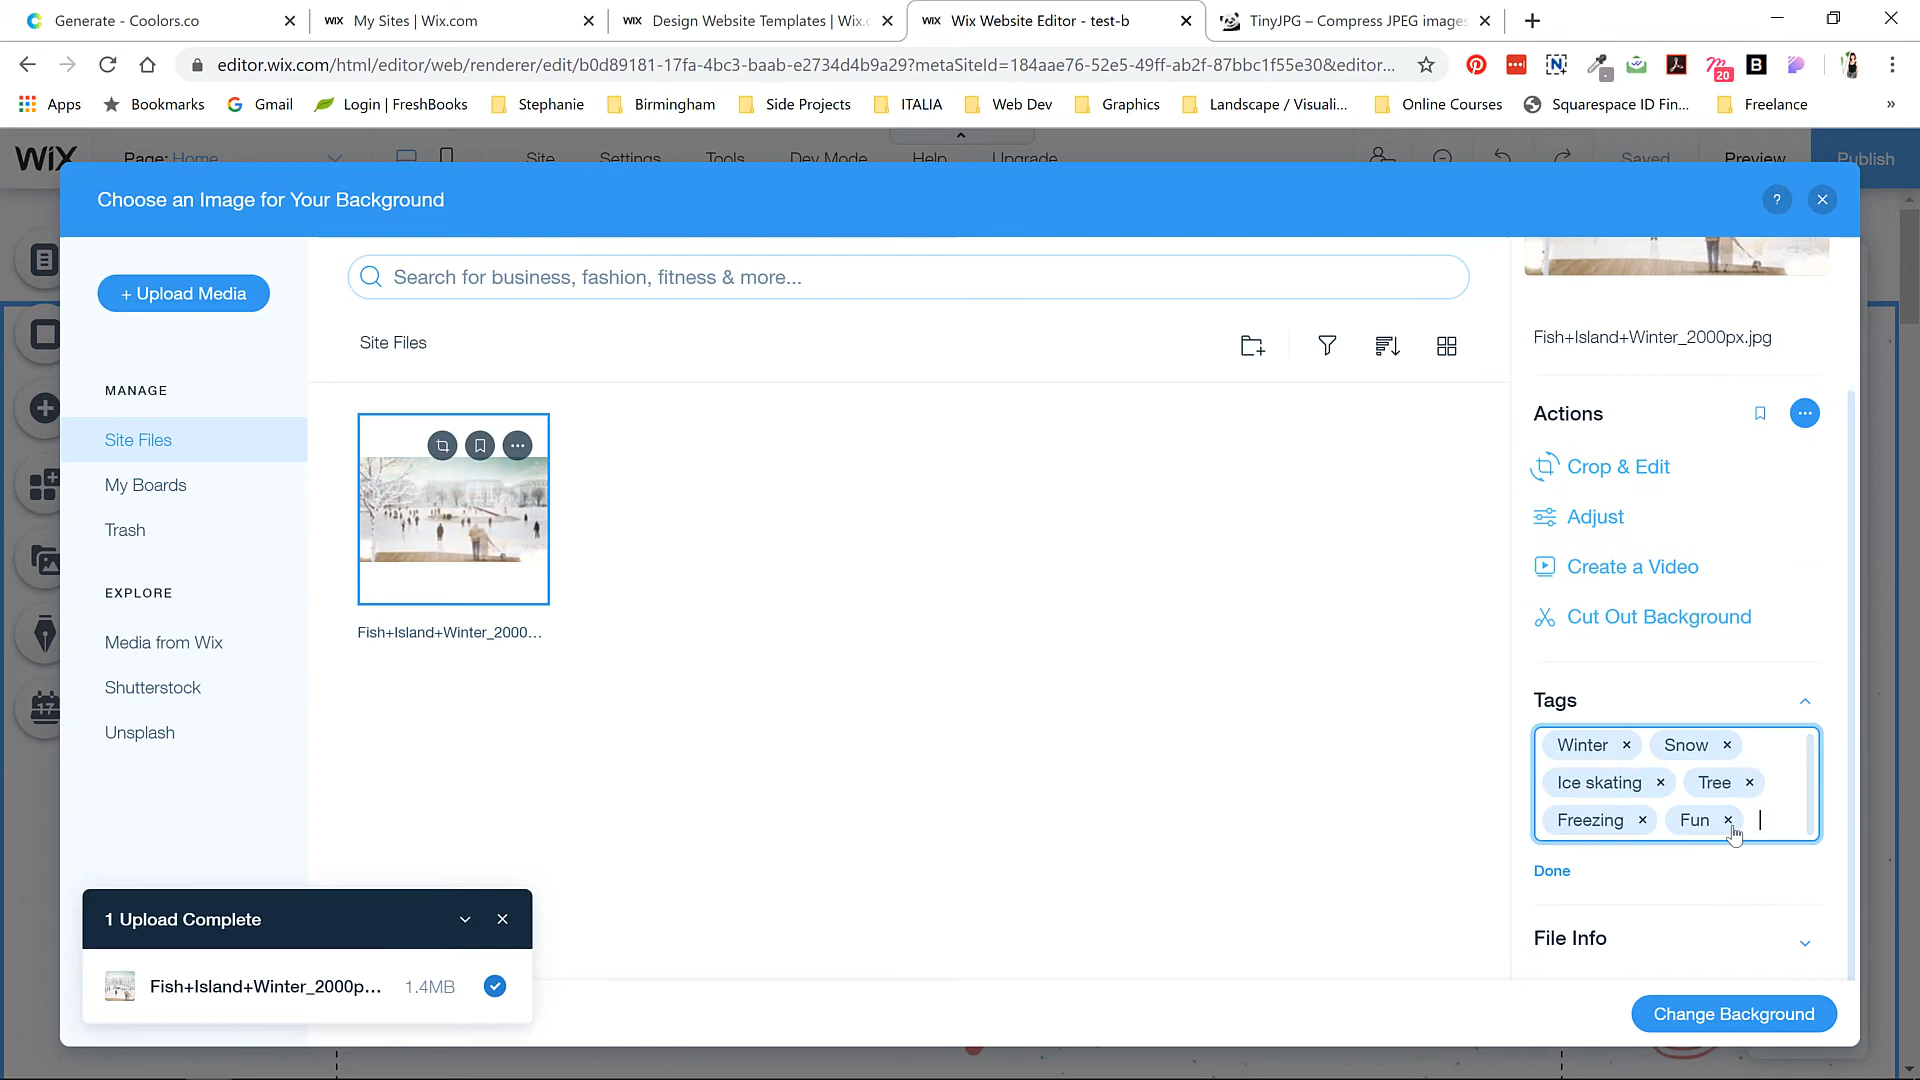 Generate - Coolors.co
WiX My Sites | Wix.com
WiX Design Website Templates | Wix.c
WiX Wix Website Editor - test-b
TinyJPG – Compress JPEG images
editor.wix.com/html/editor/web/renderer/edit/b0d89181-17fa-4bc3-baab-e2734d4b9a29?metaSiteId=184aae76-52e5-49ff-ab2f-87bbc1f55e30&editor...
20
B
Apps
Bookmarks
Gmail
Login | FreshBooks
Stephanie
Birmingham
Side Projects
ITALIA
Web Dev
Graphics
Landscape / Visuali...
Online Courses
Squarespace ID Fin...
Freelance
»
WiX
Page: Home
Site
Settings
Tools
Dev Mode
Help
Upgrade
Saved
Preview
Publish
Choose an Image for Your Background
?
+ Upload Media
MANAGE
Site Files
My Boards
Trash
EXPLORE
Media from Wix
Shutterstock
Unsplash
17
Search for business, fashion, fitness & more...
Site Files
Fish+Island+Winter_2000...
Fish+Island+Winter_2000px.jpg
Actions
Crop & Edit
Adjust
Create a Video
Cut Out Background
Tags
Winter × Snow ×
Ice skating × Tree ×
Freezing × Fun ×
Done
File Info
1 Upload Complete
Fish+Island+Winter_2000p... 1.4MB
Change Background